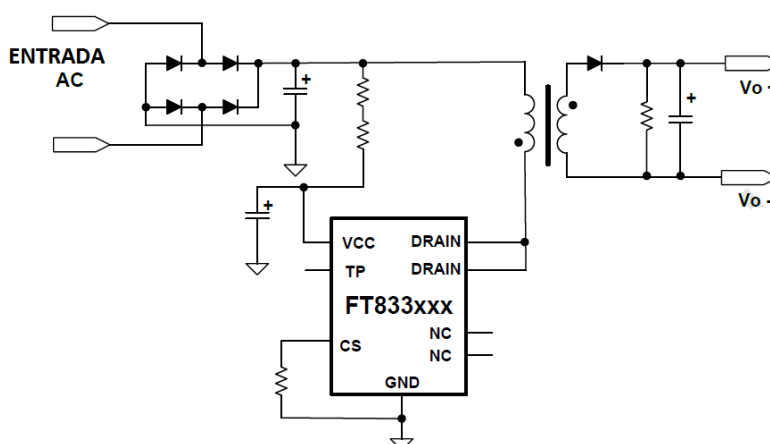 ENTRADA
AC
+
+
+
Vo +
Vo -
VCC
DRAIN
TP
DRAIN
FT833xxx
NC
CS
NC
GND